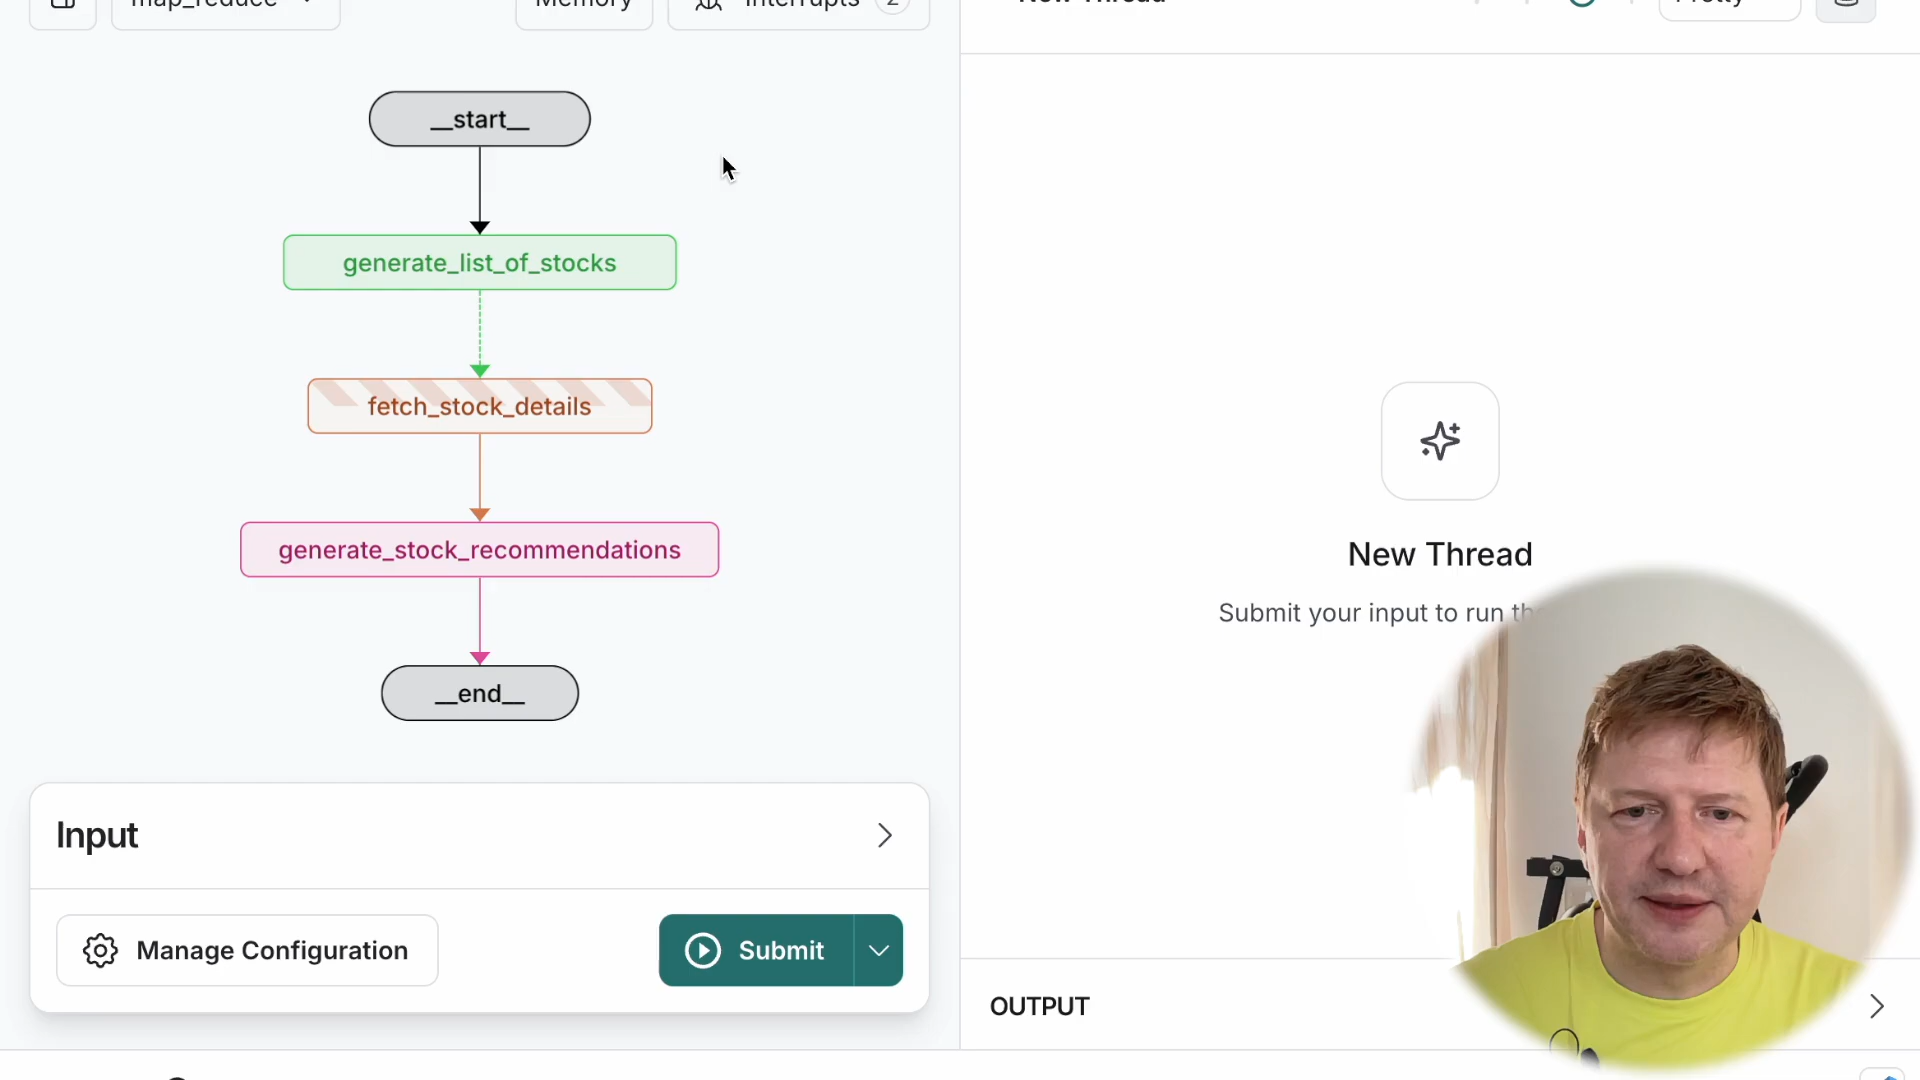 map_reduce
Memory
Interrupts 2
New Thread
Pretty
__start__
generate_list_of_stocks
fetch_stock_details
generate_stock_recommendations
__end__
New Thread
Submit your input to run
Input
Manage Configuration
Submit
OUTPUT